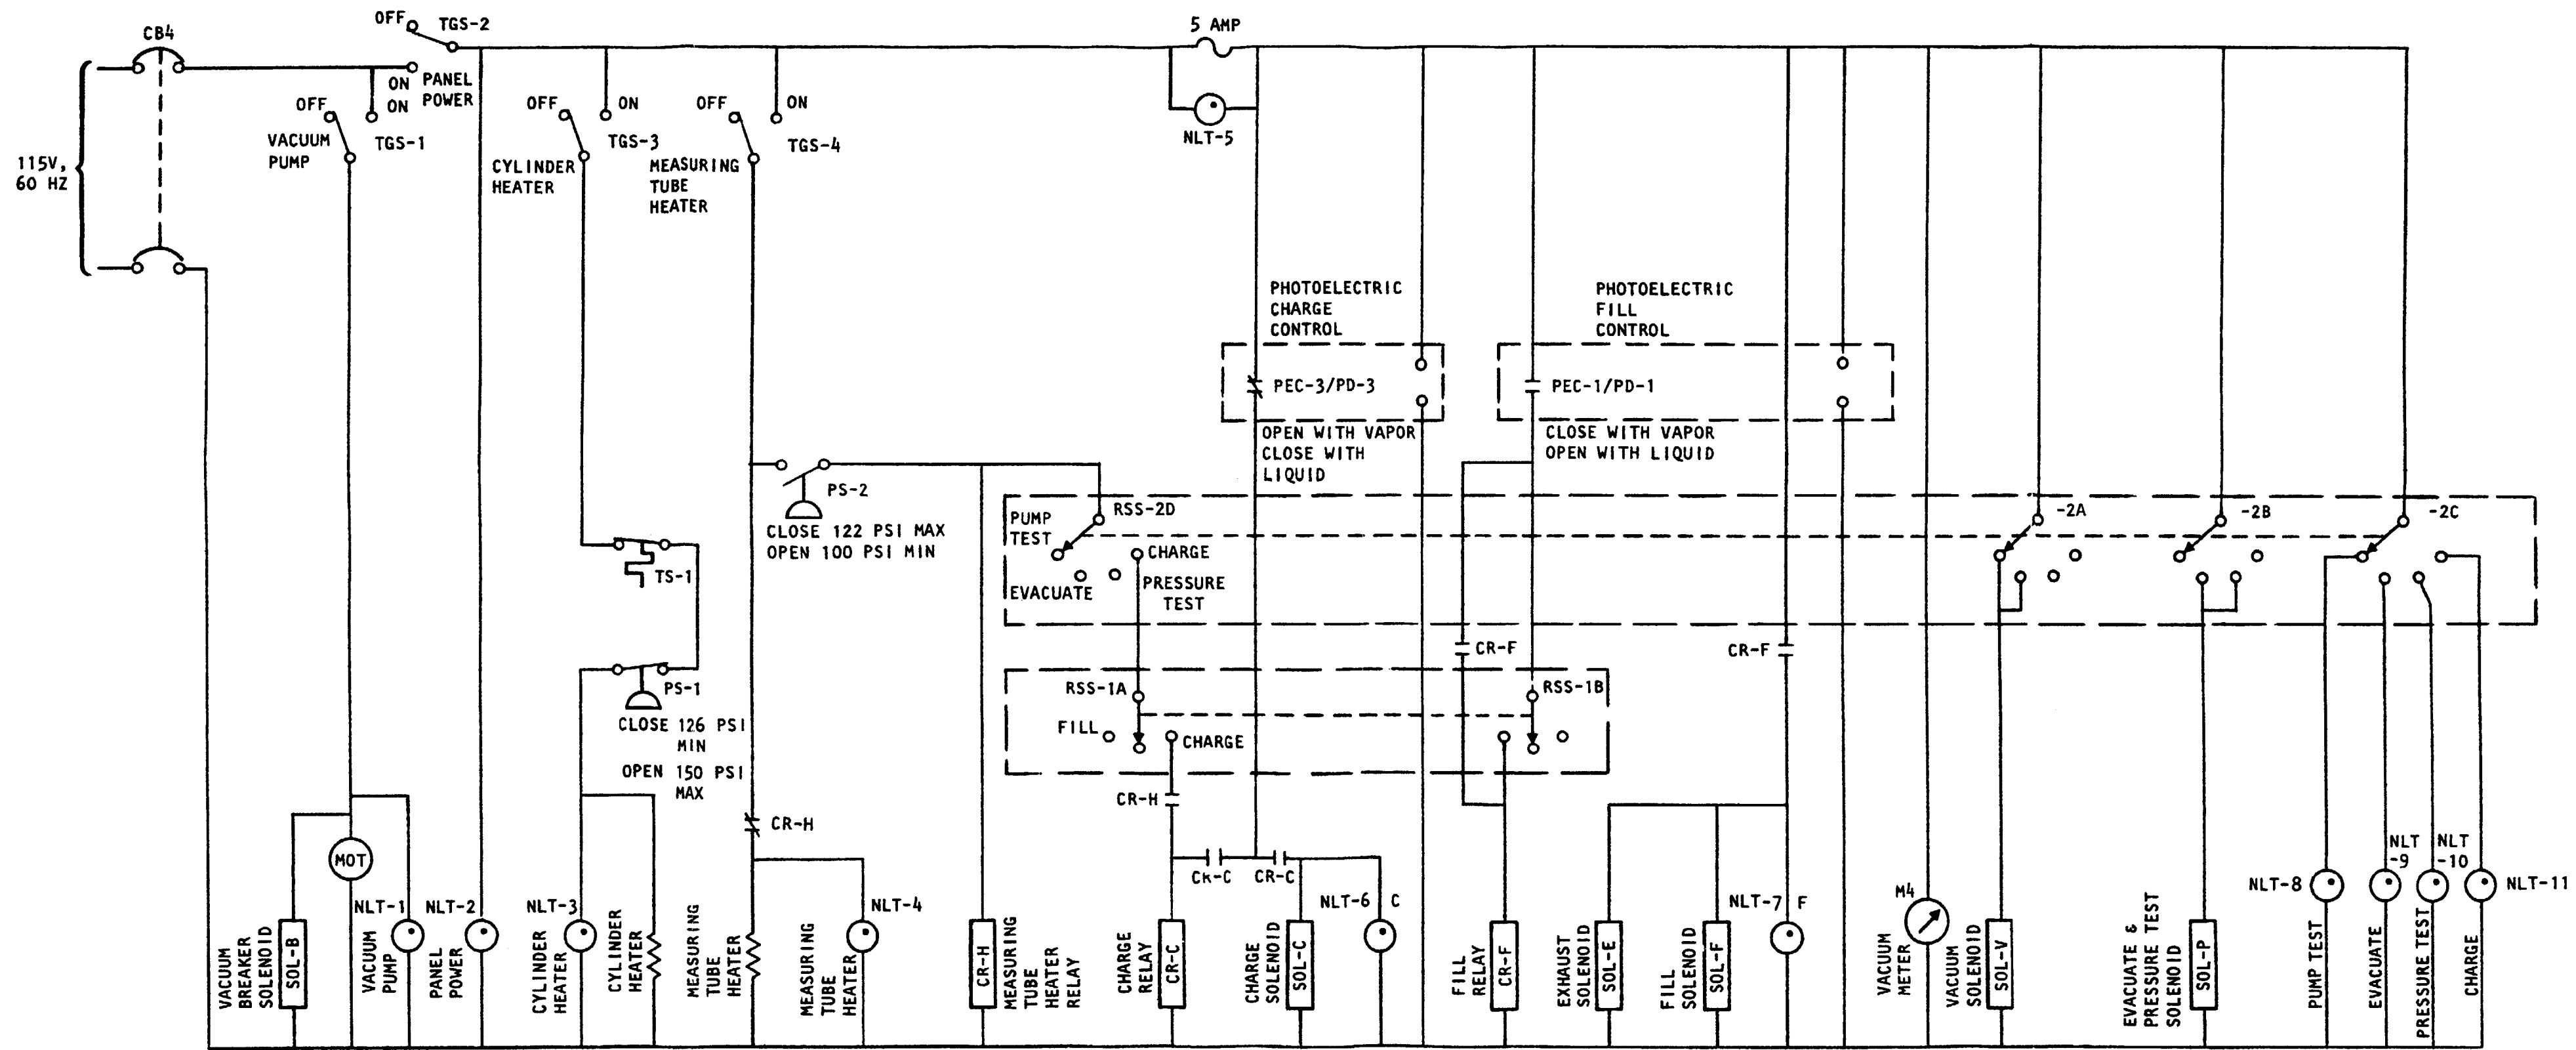 CB4
OFF
TGS-2
5 AMP
ON
PANEL
POWER
OFF
ON
TGS-1
VACUUM
PUMP
115V,
60 HZ
OFF
ON
TGS-3
CYLINDER
HEATER
OFF
ON
TGS-4
MEASURING
TUBE
HEATER
NLT-5
PHOTOELECTRIC
CHARGE
CONTROL
PHOTOELECTRIC
FILL
CONTROL
PEC-3/PD-3
PEC-1/PD-1
OPEN WITH VAPOR
CLOSE WITH
LIQUID
CLOSE WITH VAPOR
OPEN WITH LIQUID
PS-2
CLOSE 122 PSI MAX
OPEN 100 PSI MIN
PUMP
TEST
RSS-2D
CHARGE
EVACUATE
PRESSURE
TEST
-2A
-2B
-2C
TS-1
PS-1
CLOSE 126 PSI
MIN
OPEN 150 PSI
MAX
CR-F
CR-F
RSS-1A
FILL
CHARGE
RSS-1B
CR-H
CR-H
CR-C
CR-C
MOT
NLT-1
NLT-2
NLT-3
NLT-4
NLT-6
C
NLT-7
F
M4
NLT-8
NLT
-9
NLT
-10
NLT-11
VACUUM
BREAKER
SOLENOID
SOL-B
VACUUM
PUMP
PANEL
POWER
CYLINDER
HEATER
CYLINDER
HEATER
MEASURING
TUBE
HEATER
MEASURING
TUBE
HEATER
CR-H
MEASURING
TUBE
HEATER
RELAY
CHARGE
RELAY
CR-C
CHARGE
SOLENOID
SOL-C
FILL
RELAY
CR-F
EXHAUST
SOLENOID
SOL-E
FILL
SOLENOID
SOL-F
VACUUM
METER
VACUUM
SOLENOID
SOL-V
EVACUATE &
PRESSURE TEST
SOLENOID
SOL-P
PUMP TEST
EVACUATE
PRESSURE TEST
CHARGE